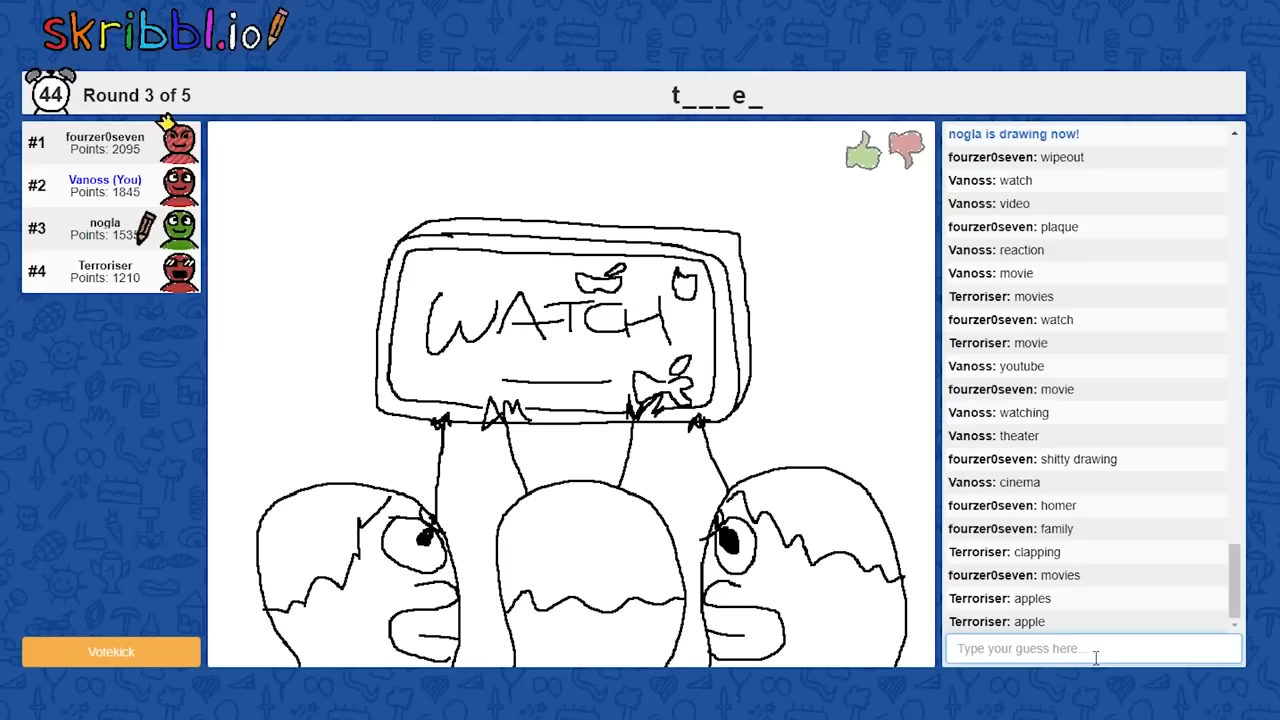 skribbl.io
44
Round 3 of 5
t___e_
#1
fourzer0seven
Points: 2095
#2
Vanoss (You)
Points: 1845
#3
nogla
Points: 1535
#4
Terroriser
Points: 1210
WATCH
nogla is drawing now!
fourzer0seven: wipeout
Vanoss: watch
Vanoss: video
fourzer0seven: plaque
Vanoss: reaction
Vanoss: movie
Terroriser: movies
fourzer0seven: watch
Terroriser: movie
Vanoss: youtube
fourzer0seven: movie
Vanoss: watching
Vanoss: theater
fourzer0seven: shitty drawing
Vanoss: cinema
fourzer0seven: homer
fourzer0seven: family
Terroriser: clapping
fourzer0seven: movies
Terroriser: apples
Terroriser: apple
Type your guess here...
Votekick